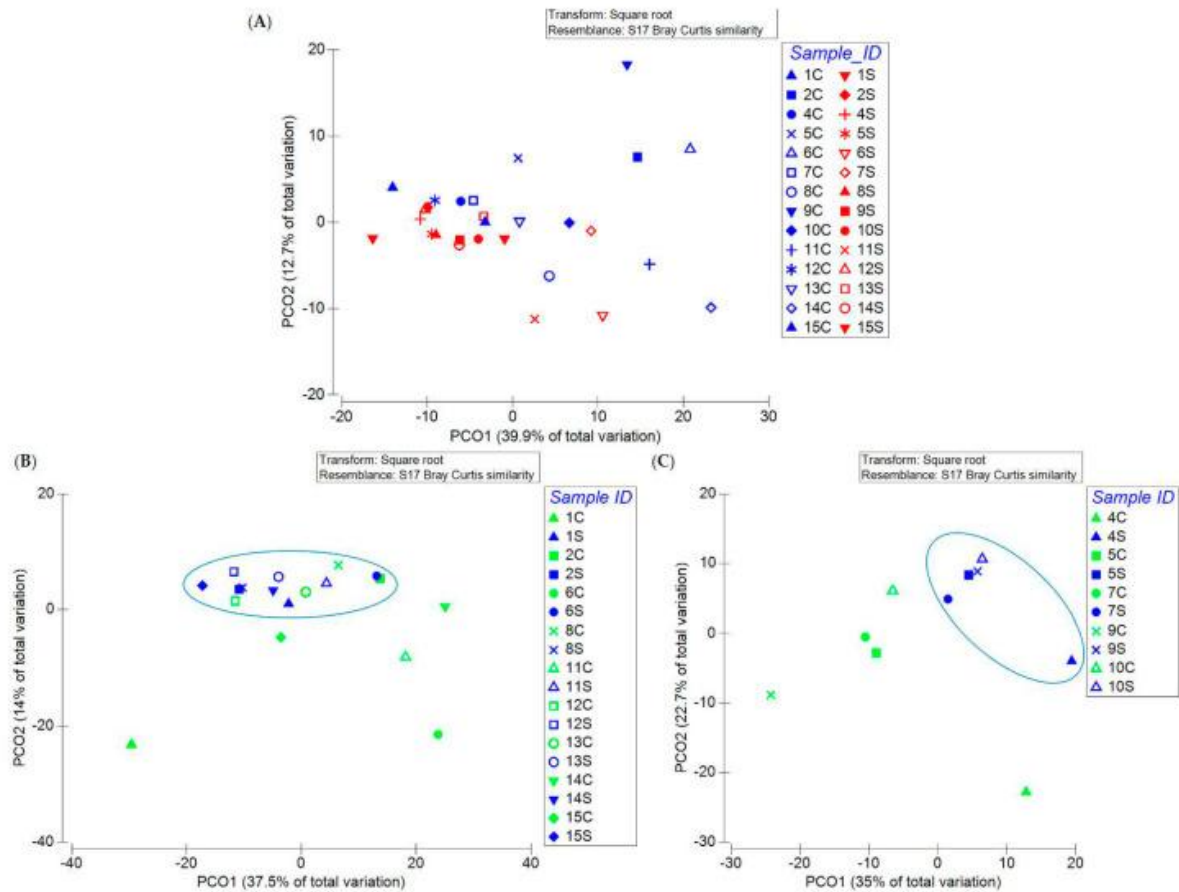 (A)
Transform: Square root
Resemblance: S17 Bray Curtis similarity
20
10
0
-10
-20
PCO2 (12.7% of total variation)
-20 -10 0 10 20 30
PCO1 (39.9% of total variation)
Sample_ID
1C 1S
2C 2S
4C 4S
5C 5S
6C 6S
7C 7S
8C 8S
9C 9S
10C 10S
11C 11S
12C 12S
13C 13S
14C 14S
15C 15S
(B)
Transform: Square root
Resemblance: S17 Bray Curtis similarity
20
0
-20
-40
PCO2 (14% of total variation)
-40 -20 0 20 40
PCO1 (37.5% of total variation)
Sample ID
1C
1S
2C
2S
6C
6S
8C
8S
11C
11S
12C
12S
13C
13S
14C
14S
15C
15S
(C)
Transform: Square root
Resemblance: S17 Bray Curtis similarity
20
10
0
-10
-20
-30
PCO2 (22.7% of total variation)
-30 -20 -10 0 10 20
PCO1 (35% of total variation)
Sample ID
4C
4S
5C
5S
7C
7S
9C
9S
10C
10S